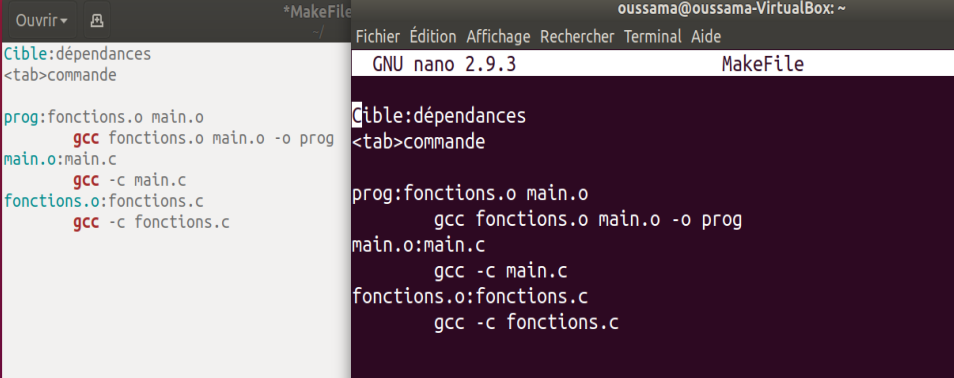 Ouvrir
*MakeFile
~/
Cible:dépendances
<tab>commande
prog:fonctions.o main.o
gcc fonctions.o main.o -o prog
main.o:main.c
gcc -c main.c
fonctions.o:fonctions.c
gcc -c fonctions.c
oussama@oussama-VirtualBox: ~
Fichier Édition Affichage Rechercher Terminal Aide
GNU nano 2.9.3 MakeFile
Cible:dépendances
<tab>commande
prog:fonctions.o main.o
gcc fonctions.o main.o -o prog
main.o:main.c
gcc -c main.c
fonctions.o:fonctions.c
gcc -c fonctions.c